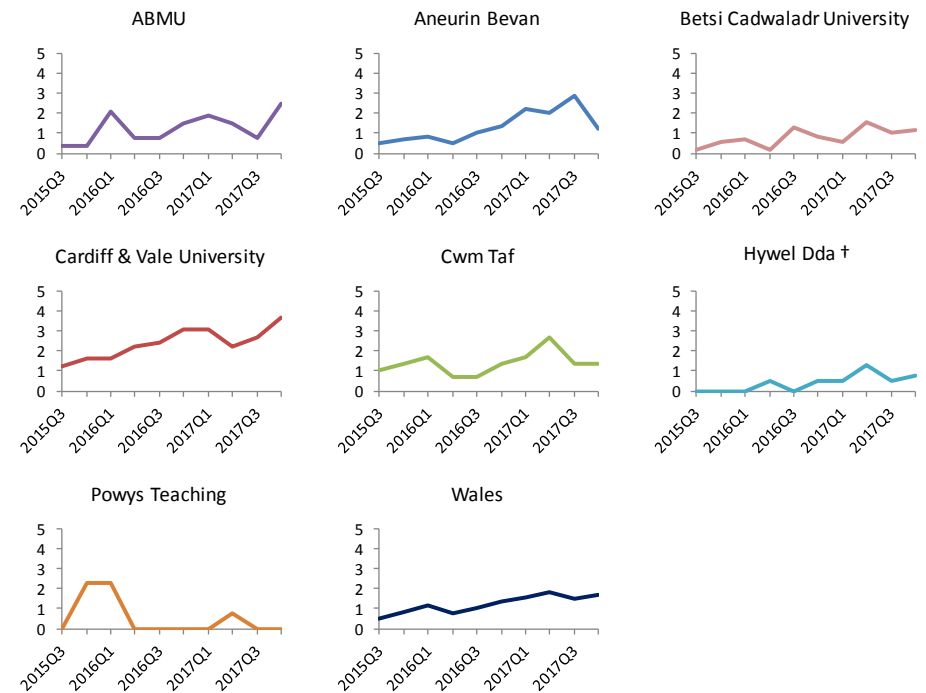 ABMU
5
4
3
2
1
0
2015Q3
2016Q1
2016Q3
2017Q1
2017Q3
Aneurin Bevan
5
4
3
2
1
0
2015Q3
2016Q1
2016Q3
2017Q1
2017Q3
Betsi Cadwaladr University
5
4
3
2
1
0
2015Q3
2016Q1
2016Q3
2017Q1
2017Q3
Cardiff & Vale University
5
4
3
2
1
0
2015Q3
2016Q1
2016Q3
2017Q1
2017Q3
Cwm Taf
5
4
3
2
1
0
2015Q3
2016Q1
2016Q3
2017Q1
2017Q3
Hywel Dda †
5
4
3
2
1
0
2015Q3
2016Q1
2016Q3
2017Q1
2017Q3
Powys Teaching
5
4
3
2
1
0
2015Q3
2016Q1
2016Q3
2017Q1
2017Q3
Wales
5
4
3
2
1
0
2015Q3
2016Q1
2016Q3
2017Q1
2017Q3